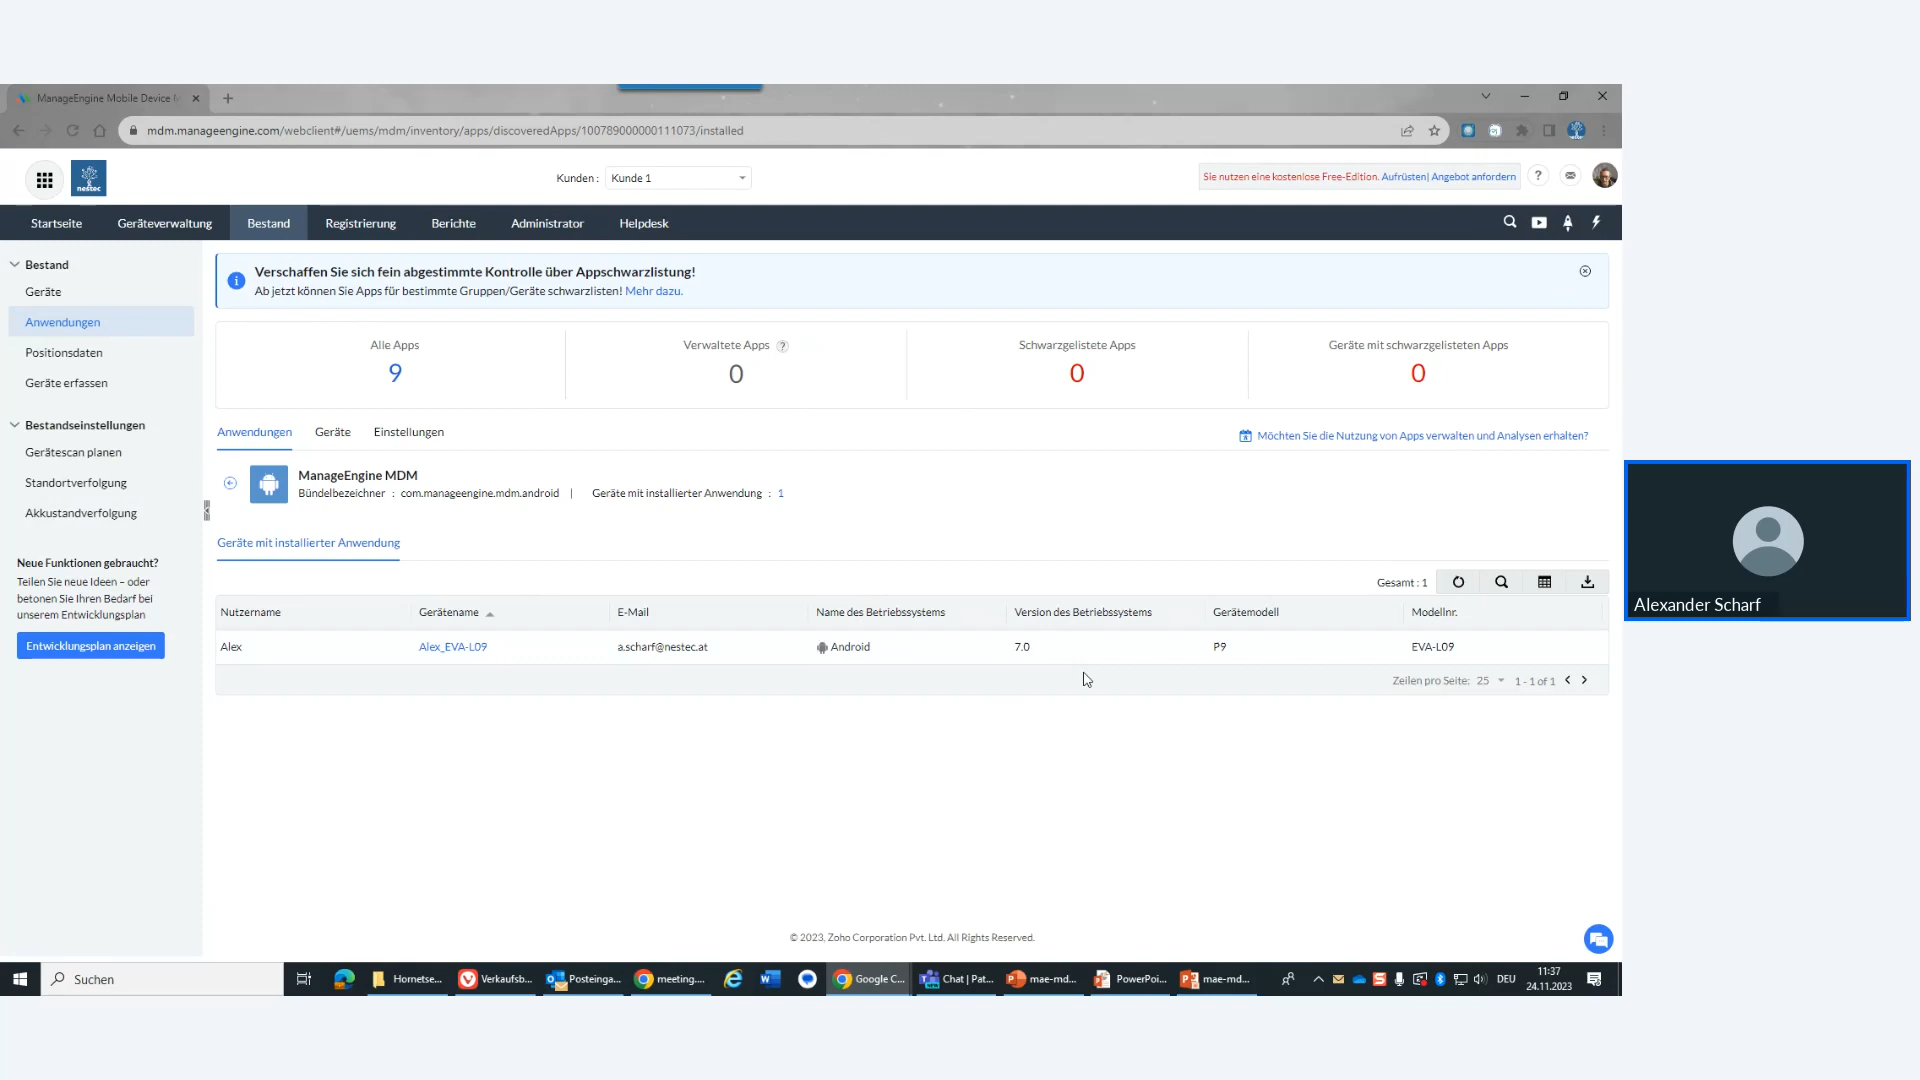 ManageEngine Mobile Device M
mdm.manageengine.com/webclient#/uems/mdm/inventory/apps/discoveredApps/100789000000111073/installed
nestec
Kunden :
Kunde 1
Sie nutzen eine kostenlose Free-Edition. Aufrüsten| Angebot anfordern
?
Startseite
Geräteverwaltung
Bestand
Registrierung
Berichte
Administrator
Helpdesk
Bestand
Geräte
Anwendungen
Positionsdaten
Geräte erfassen
Bestandseinstellungen
Gerätescan planen
Standortverfolgung
Akkustandverfolgung
Neue Funktionen gebraucht?
Teilen Sie neue Ideen – oder
betonen Sie Ihren Bedarf bei
unserem Entwicklungsplan
Entwicklungsplan anzeigen
Verschaffen Sie sich fein abgestimmte Kontrolle über Appschwarzlistung!
Ab jetzt können Sie Apps für bestimmte Gruppen/Geräte schwarzlisten! Mehr dazu.
Alle Apps
9
Verwaltete Apps ?
0
Schwarzgelistete Apps
0
Geräte mit schwarzgelisteten Apps
0
Anwendungen
Geräte
Einstellungen
Möchten Sie die Nutzung von Apps verwalten und Analysen erhalten?
ManageEngine MDM
Bündelbezeichner : com.manageengine.mdm.android | Geräte mit installierter Anwendung : 1
Geräte mit installierter Anwendung
Gesamt : 1
Nutzername Gerätename E-Mail Name des Betriebssystems Version des Betriebssystems Gerätemodell Modellnr.
Alex Alex_EVA-L09 a.scharf@nestec.at Android 7.0 P9 EVA-L09
Zeilen pro Seite: 25 1 - 1 of 1
© 2023, Zoho Corporation Pvt. Ltd. All Rights Reserved.
Alexander Scharf
Suchen
Hornetse...
Verkaufsb...
Posteinga...
meeting....
Google C...
Chat | Pat...
mae-md...
PowerPoi...
mae-md...
DEU
11:37
24.11.2023